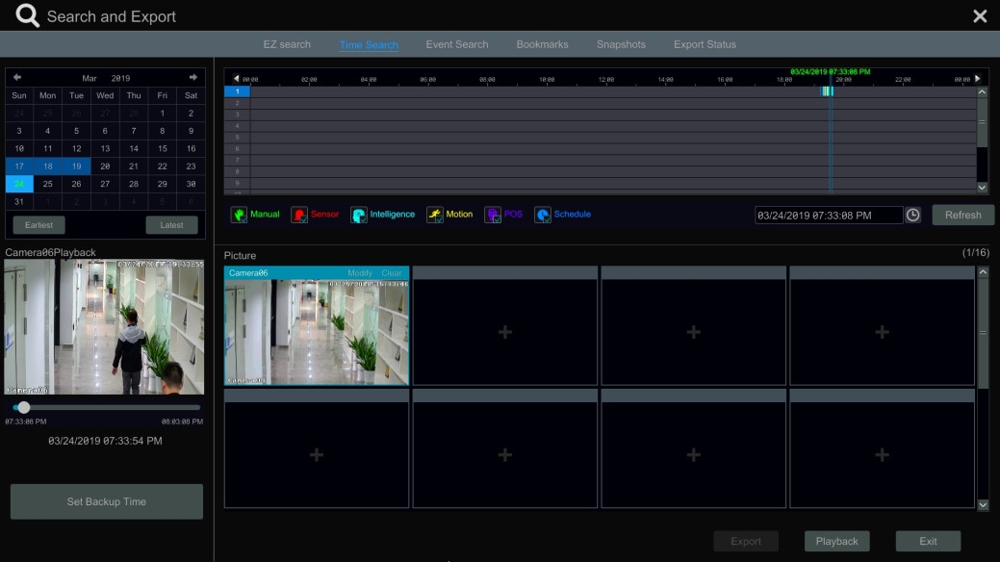 Search and Export
EZ search Time Search Event Search Bookmarks Snapshots Export Status
Mar 2019
Sun Mon Tue Wed Thu Fri Sat
24 25 26 27 28 1 2
3 4 5 6 7 8 9
10 11 12 13 14 15 16
17 18 19 20 21 22 23
24 25 26 27 28 29 30
31 1 2 3 4 5 6
Earliest Latest
03/24/2019 07:33:08 PM
00:00 02:00 04:00 06:00 08:00 10:00 12:00 14:00 16:00 18:00 20:00 22:00 00:00
1
2
3
4
5
6
7
8
9
10
Manual Sensor Intelligence Motion POS Schedule
03/24/2019 07:33:08 PM
Refresh
Camera06Playback
03/24/2019 19:33:55
Camera06
07:33:08 PM 08:03:08 PM
03/24/2019 07:33:54 PM
Set Backup Time
Picture (1/16)
Camera06 Modify Clear
Camera06
Export Playback Exit